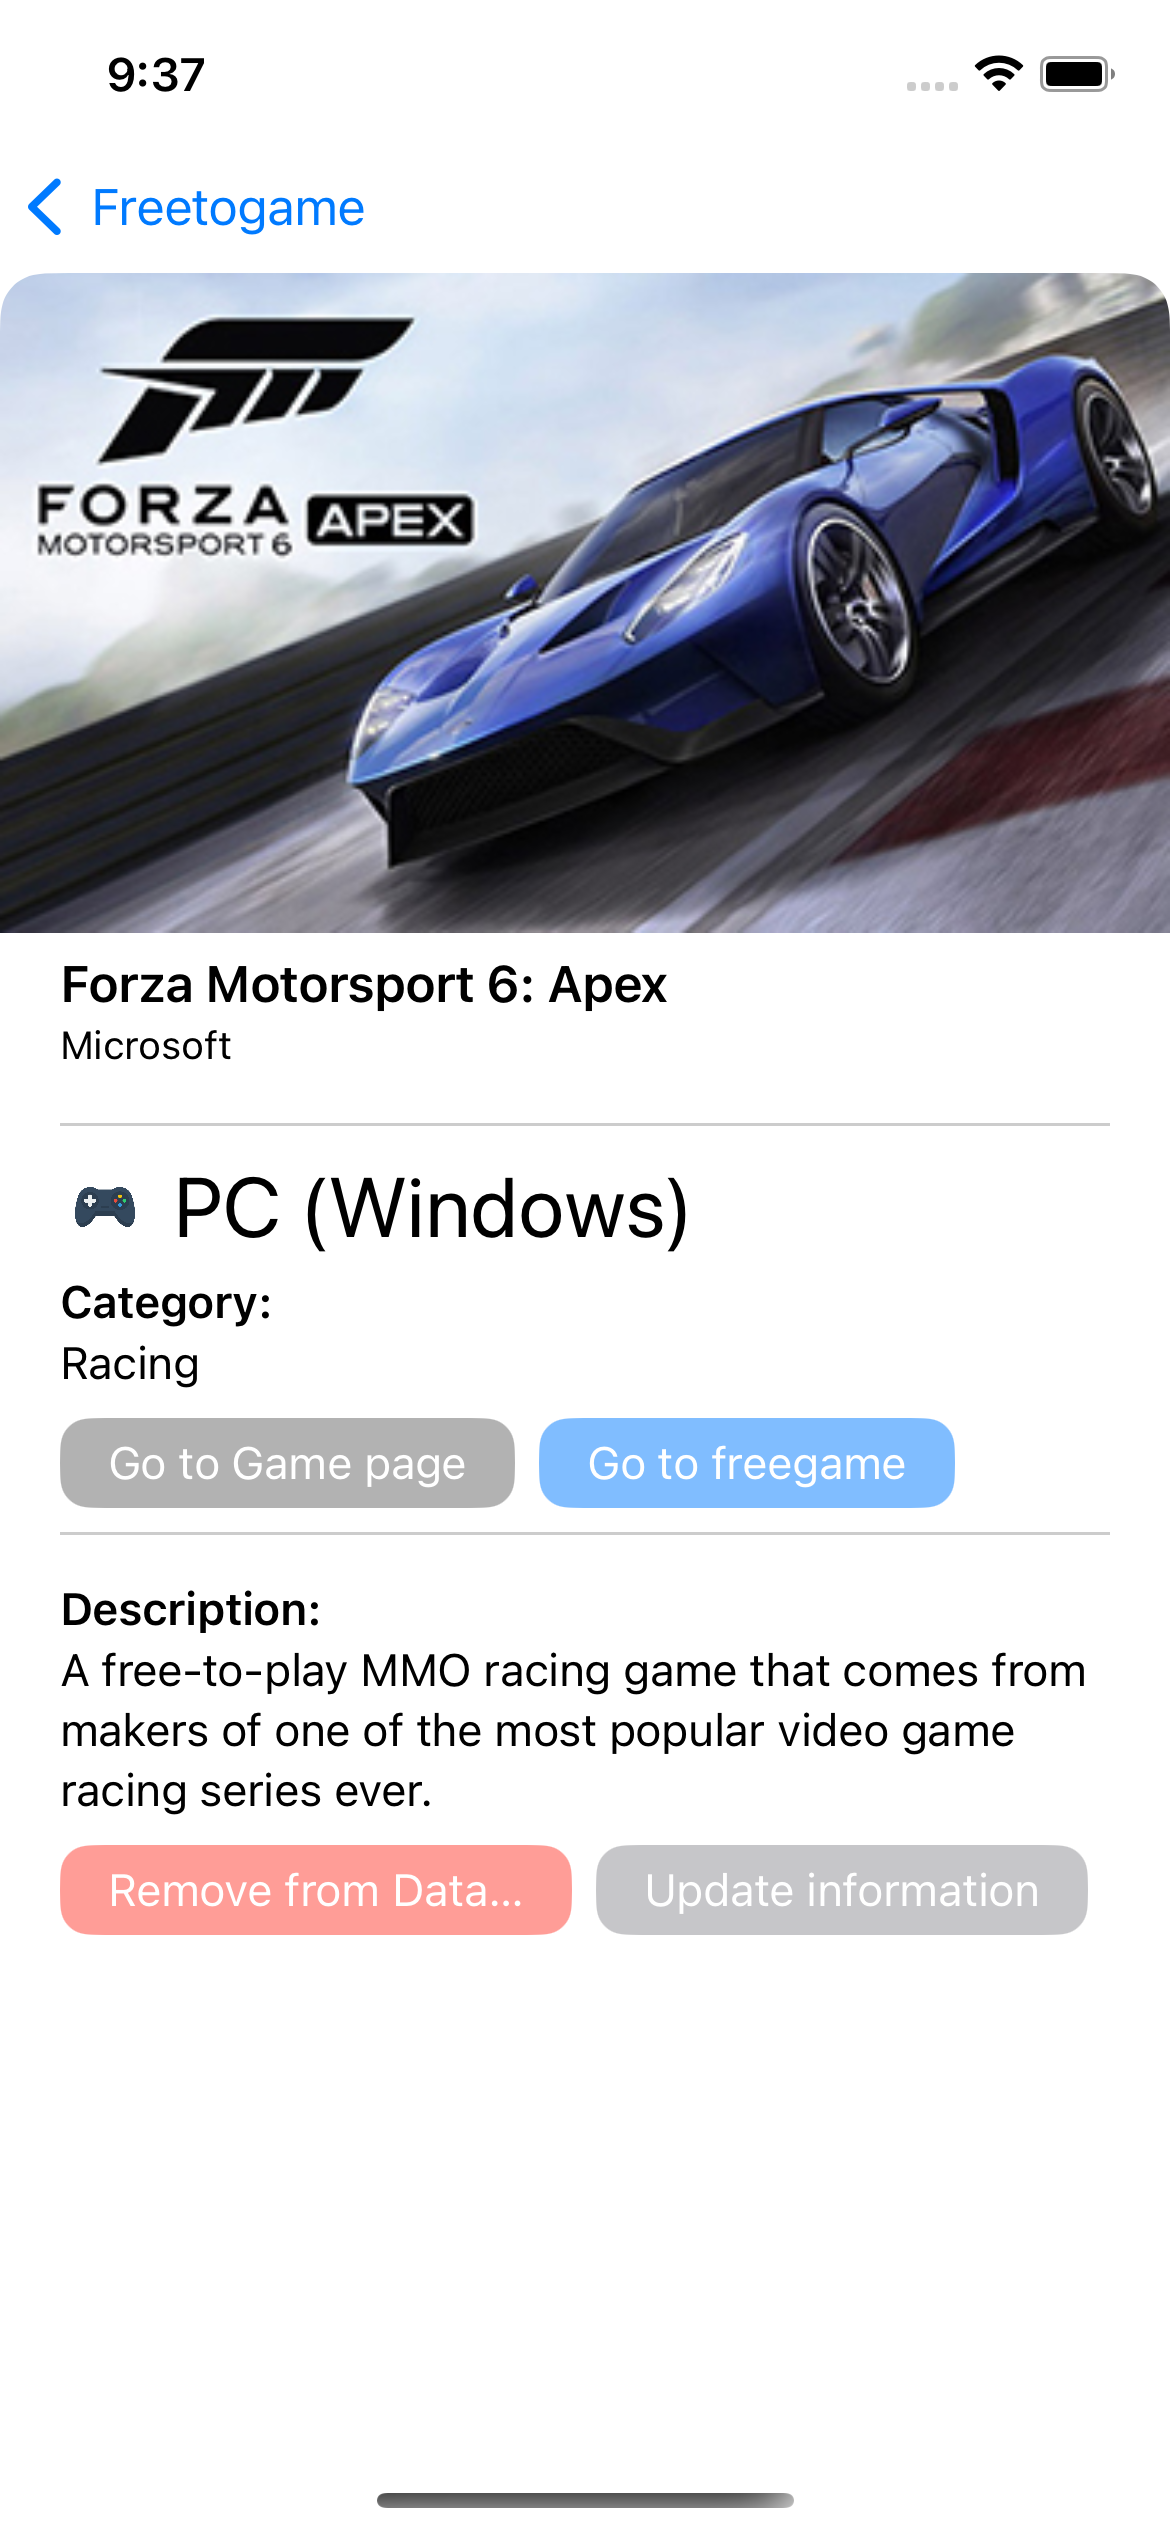 9:37
Freetogame
FORZA
MOTORSPORT 6
APEX
Forza Motorsport 6: Apex
Microsoft
PC (Windows)
Category:
Racing
Go to Game page
Go to freegame
Description:
A free-to-play MMO racing game that comes from
makers of one of the most popular video game
racing series ever.
Remove from Data...
Update information